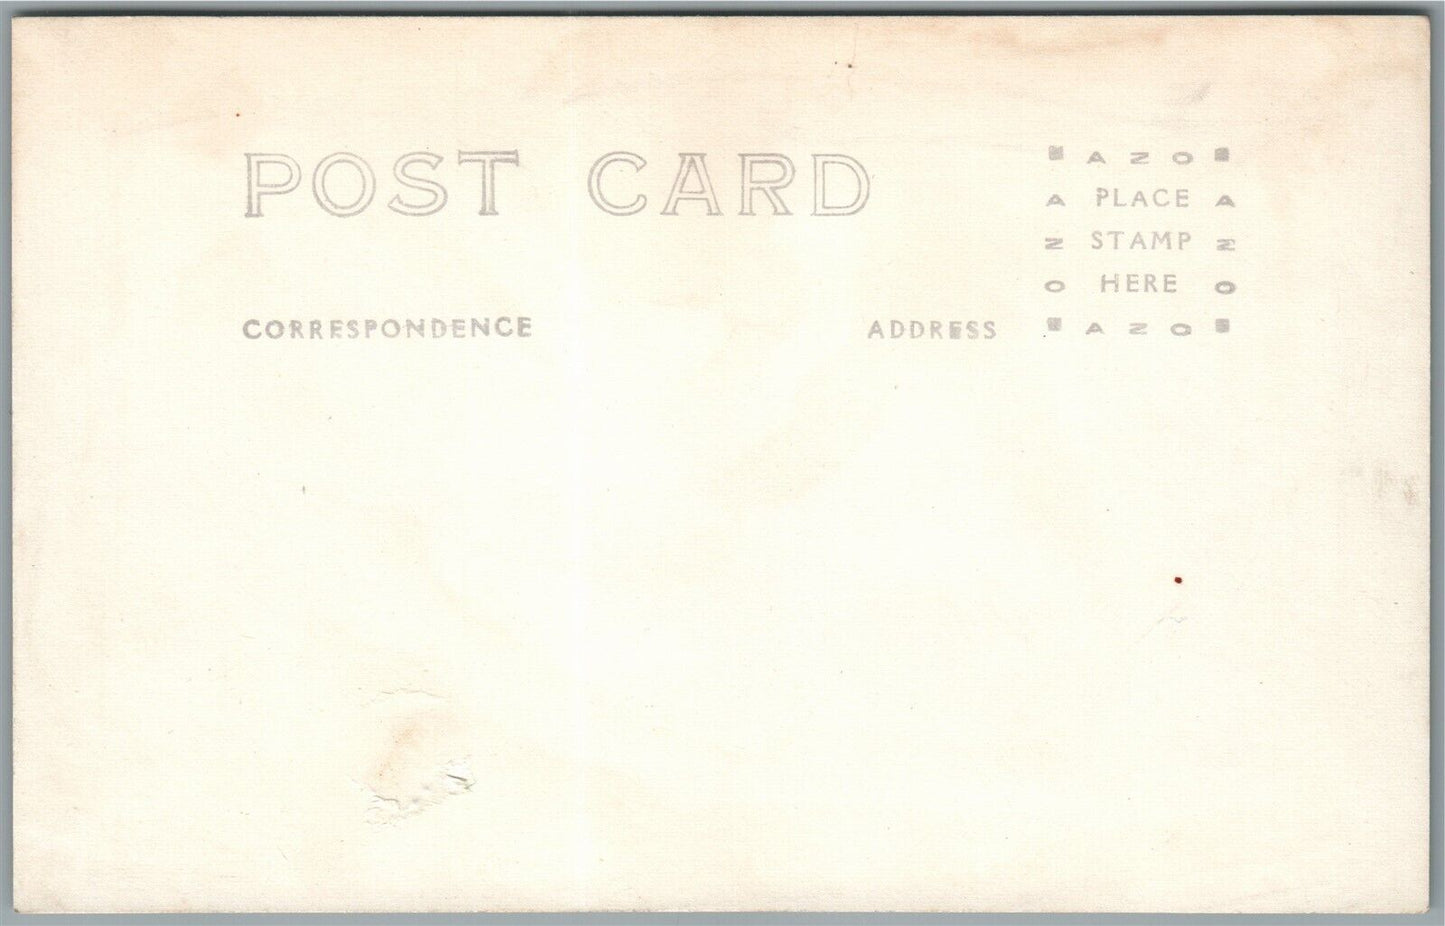 POST CARD
AZO
A PLACE A
Z STAMP Z
O HERE O
AZO
CORRESPONDENCE
ADDRESS